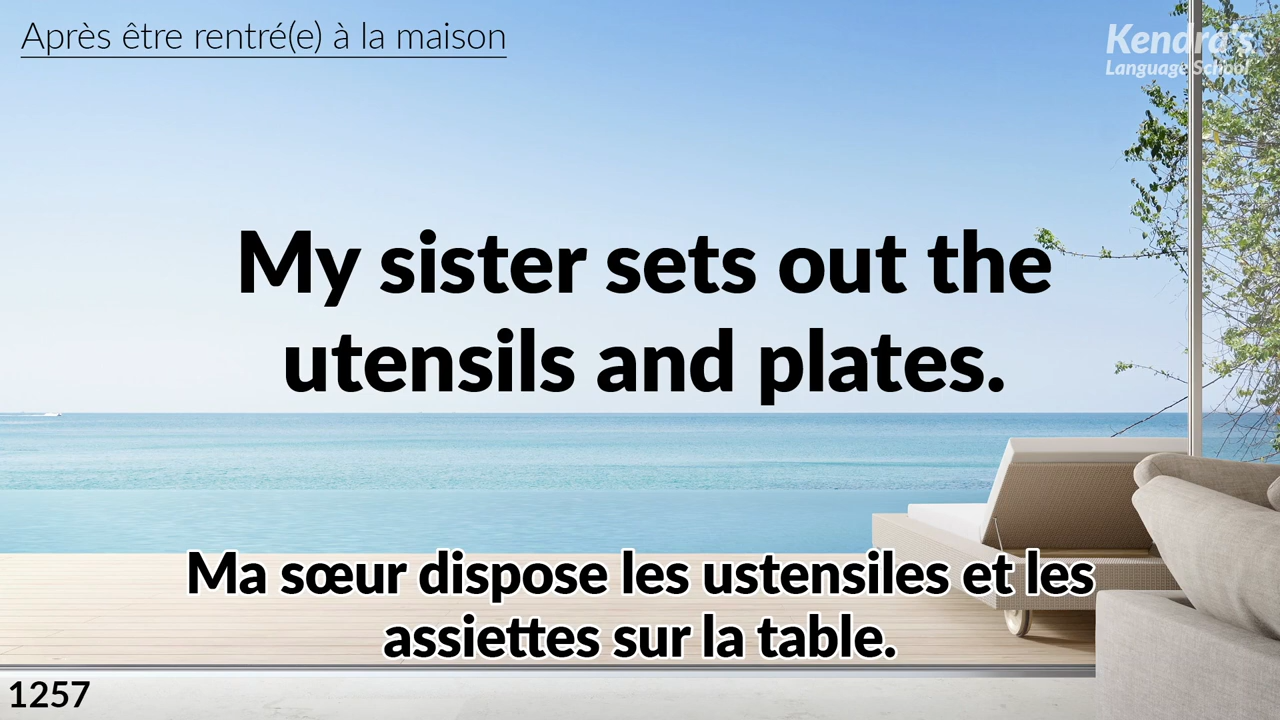 Après être rentré(e) à la maison
Kendra's
Language School
My sister sets out the
utensils and plates.
Ma sœur dispose les ustensiles et les
assiettes sur la table.
1257